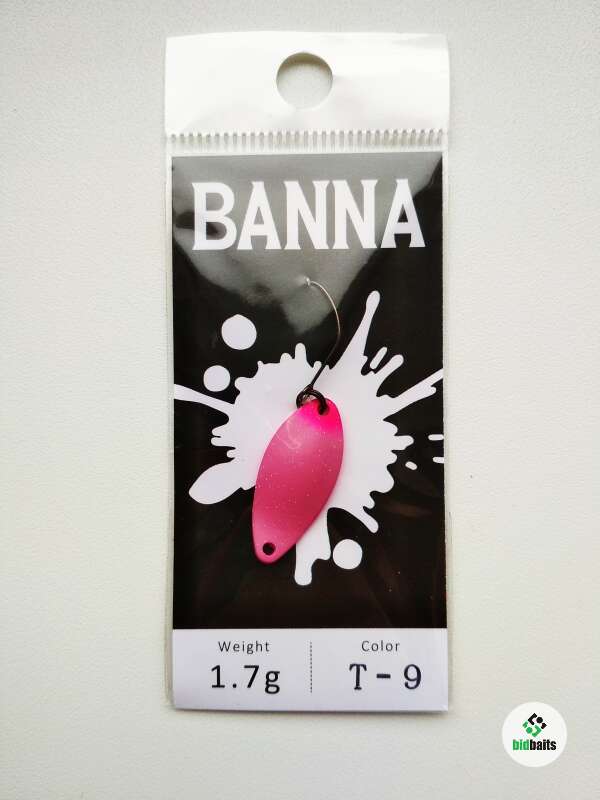 BANNA
Weight Color
1.7g T-9
bidbaits